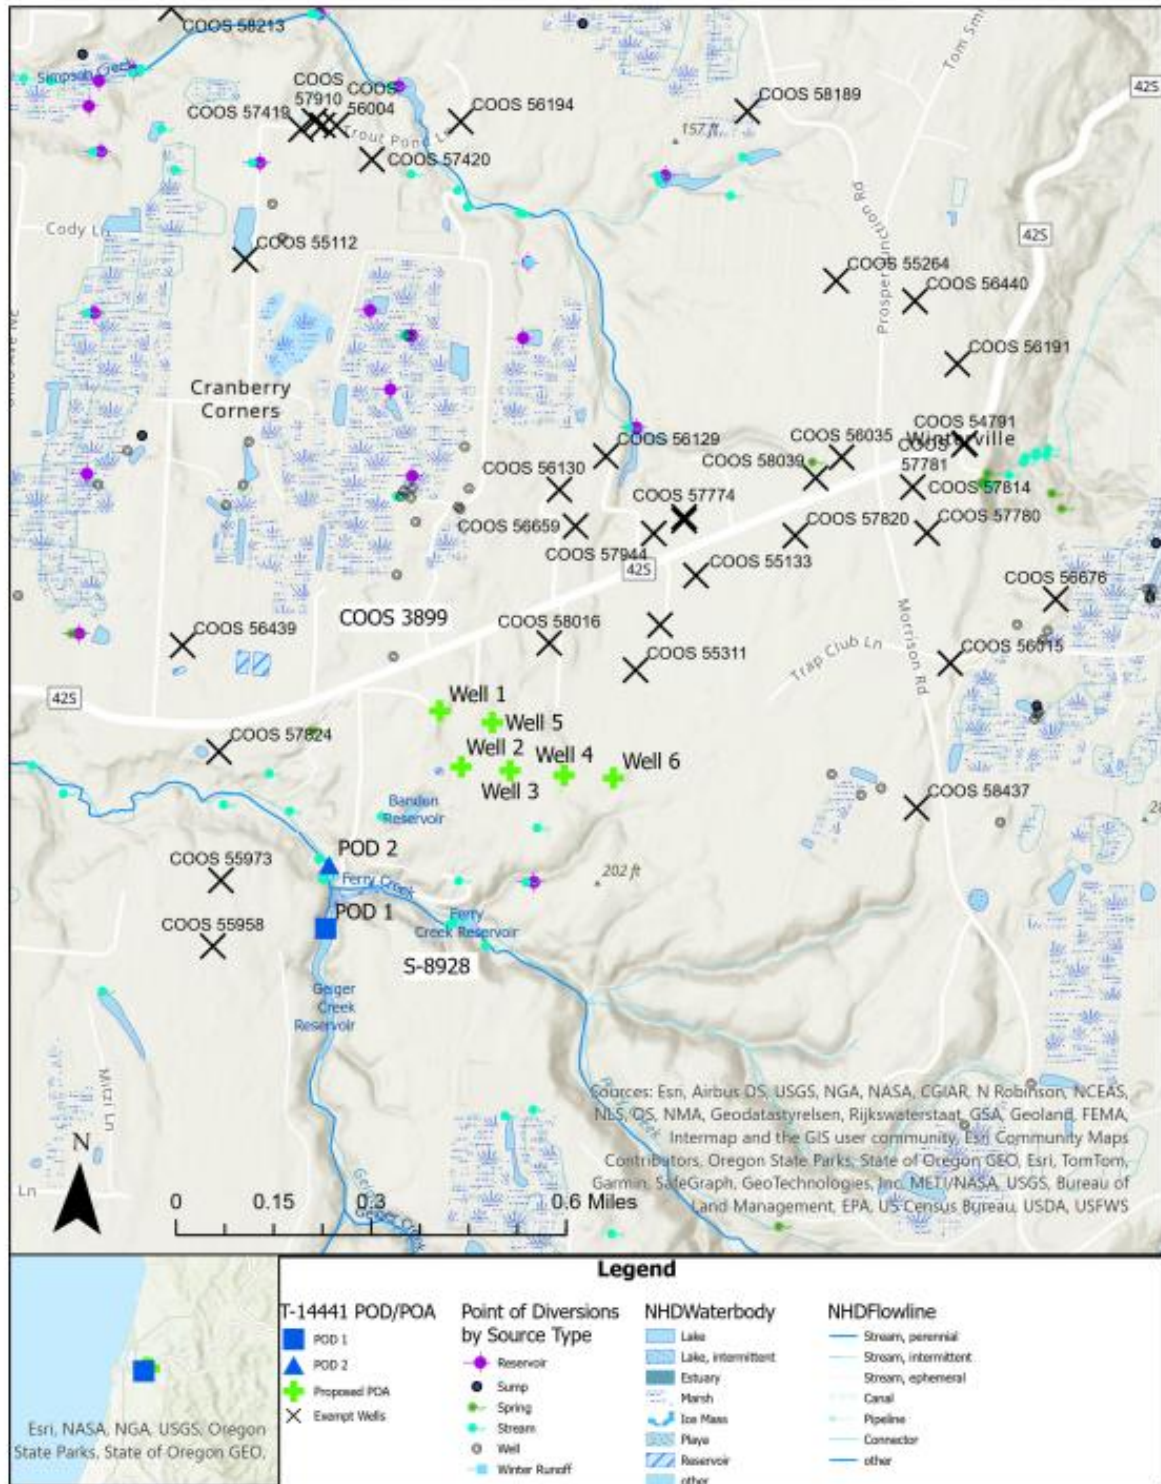 COOS 58213
Simpson Creek
Tom Smi
42S
COOS
57910
COOS
56004
COOS 57419
COOS 56194
COOS 58189
Trout Pond Ln
157 ft
COOS 57420
Prosper Junction Rd
42S
Cody Ln
COOS 55112
COOS 55264
COOS 56440
COOS 56191
Cranberry
Corners
COOS 54791
Winterville
COOS
57781
COOS 56035
COOS 56129
COOS 58039
COOS 56130
COOS 57774
COOS 57814
COOS 56659
COOS 57820
COOS 57780
COOS 57944
42S
COOS 55133
COOS 56676
COOS 3899
COOS 56439
COOS 58016
COOS 55311
Trap Club Ln
Morrison Rd
COOS 56015
42S
Well 1
Well 5
COOS 57824
Well 2
Well 4
Well 6
Well 3
Bandon
Reservoir
COOS 58437
28
POD 2
COOS 55973
Ferry Creek
202 ft
POD 1
COOS 55958
Ferry
Creek Reservoir
S-8928
Geiger
Creek
Reservoir
Mitzi Ln
Sources: Esri, Airbus DS, USGS, NGA, NASA, CGIAR, N Robinson, NCEAS,
NLS, OS, NMA, Geodatastyrelsen, Rijkswaterstaat, GSA, Geoland, FEMA,
Intermap and the GIS user community, Esri Community Maps
Contributors, Oregon State Parks, State of Oregon GEO, Esri, TomTom,
Garmin, SafeGraph, GeoTechnologies, Inc, METI/NASA, USGS, Bureau of
Land Management, EPA, US Census Bureau, USDA, USFWS
N
Ln
0 0.15 0.3 0.6 Miles
Legend
T-14441 POD/POA
POD 1
POD 2
Proposed POA
Exempt Wells
Point of Diversions
by Source Type
Reservoir
Sump
Spring
Stream
Well
Winter Runoff
NHDWaterbody
Lake
Lake, intermittent
Estuary
Marsh
Ice Mass
Playa
Reservoir
other
NHDFlowline
Stream, perennial
Stream, intermittent
Stream, ephemeral
Canal
Pipeline
Connector
other
Esri, NASA, NGA, USGS, Oregon
State Parks, State of Oregon GEO,